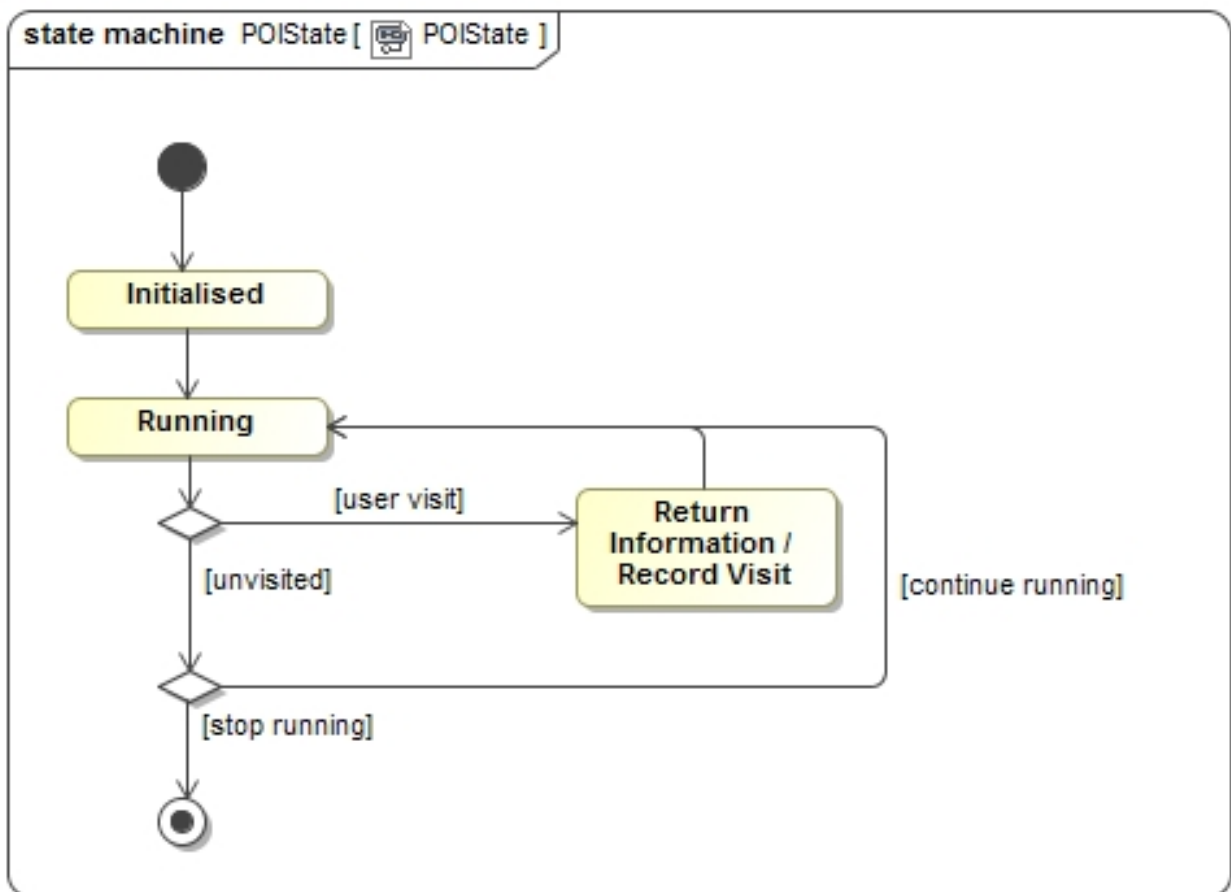 state machine POIState [ POIState ]
Initialised
Running
[user visit]
Return
Information /
Record Visit
[unvisited]
[continue running]
[stop running]